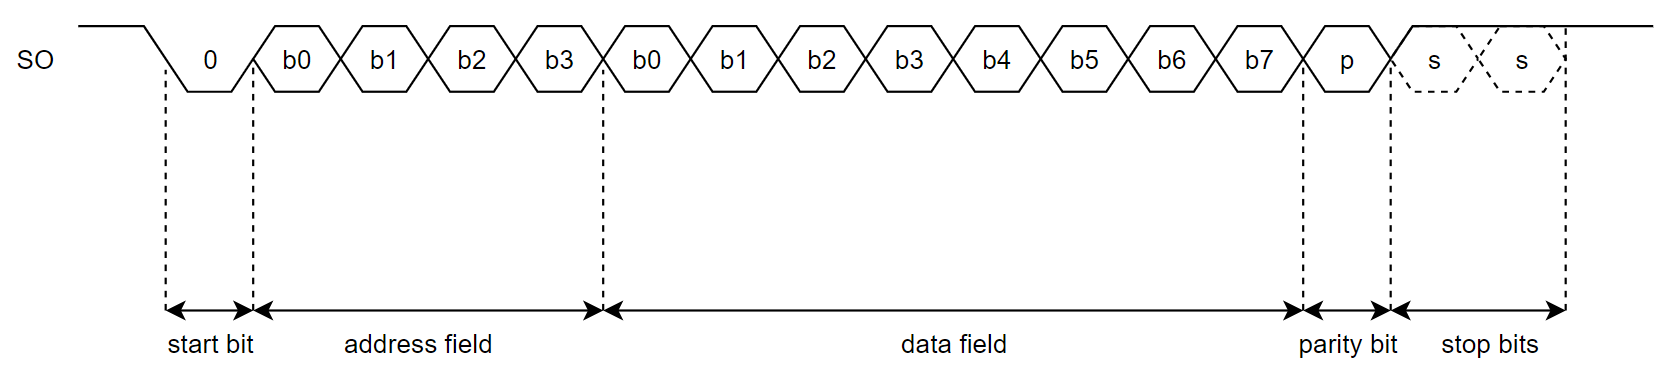 SO 0 b0 b1 b2 b3 b0 b1 b2 b3 b4 b5 b6 b7 p s s
start bit address field data field parity bit stop bits